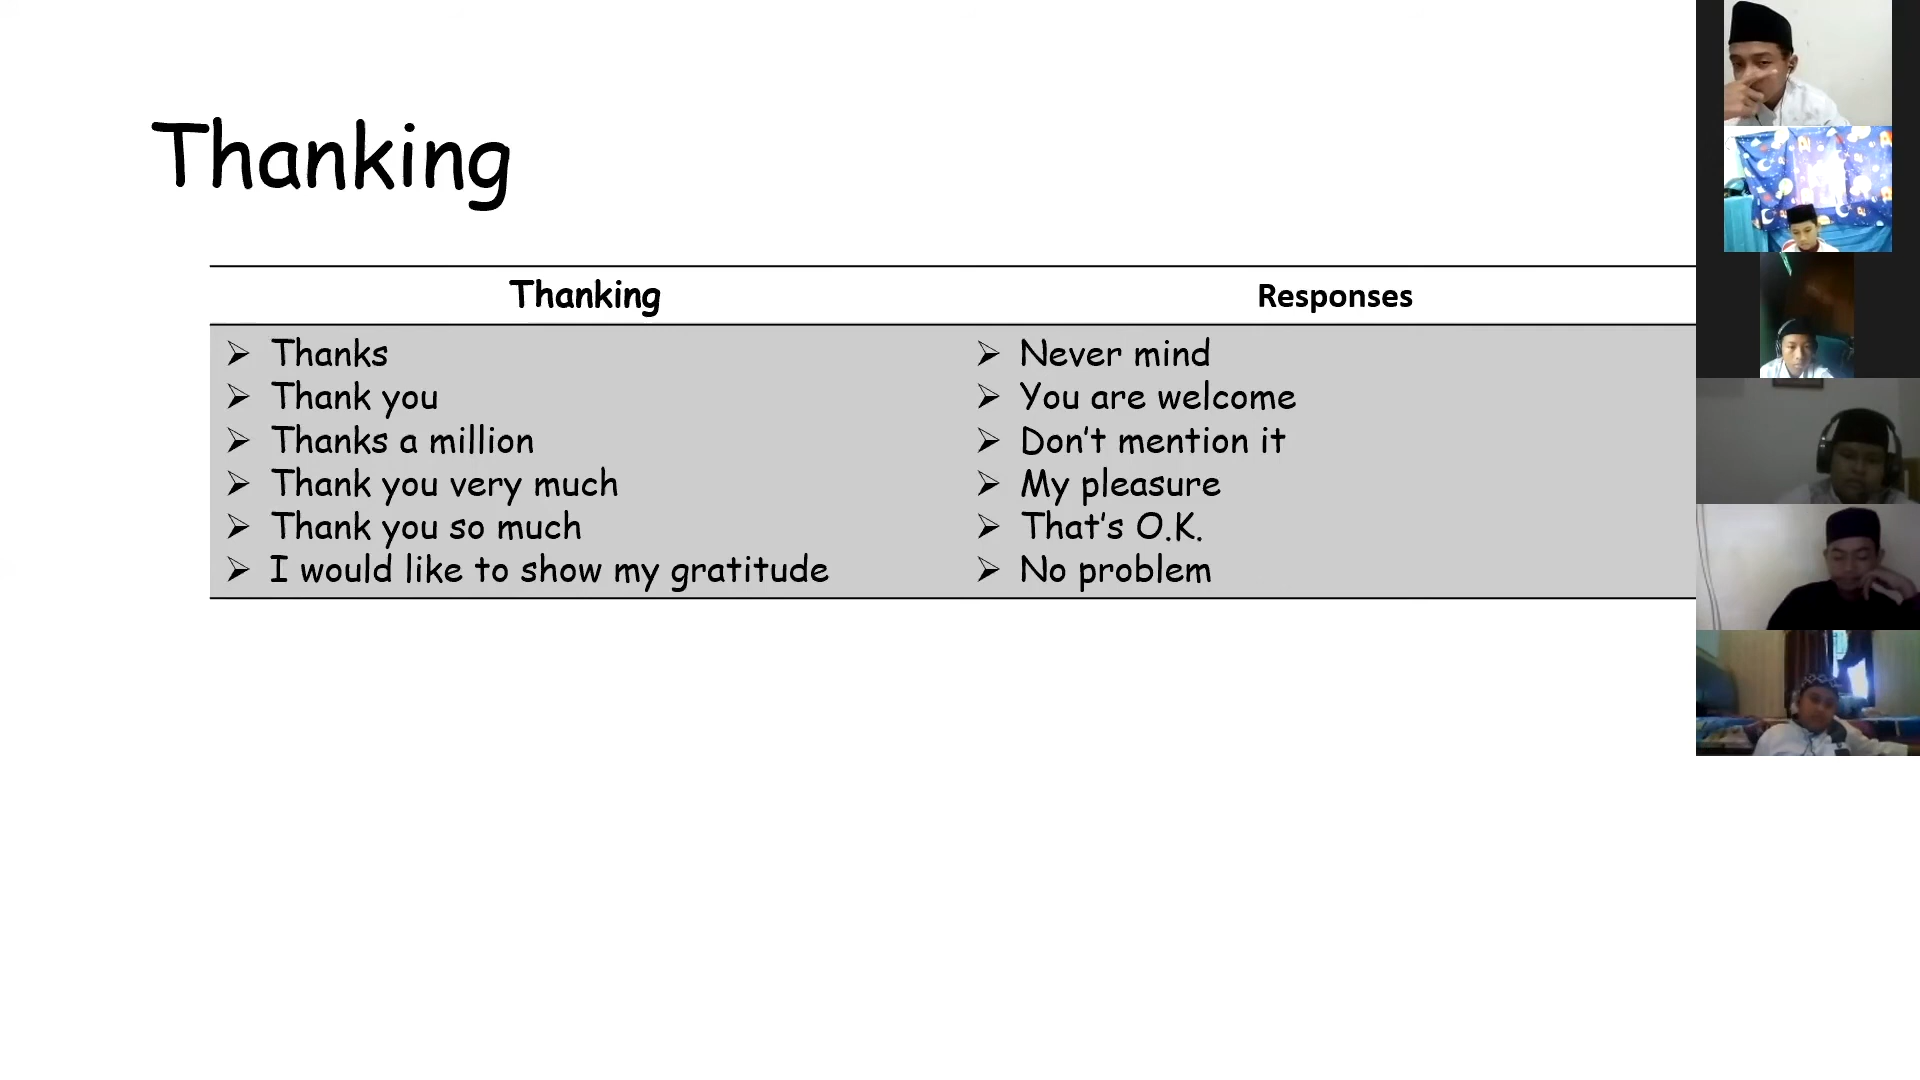 Thanking
Thanking Responses
Thanks Never mind
Thank you You are welcome
Thanks a million Don't mention it
Thank you very much My pleasure
Thank you so much That's O.K.
I would like to show my gratitude No problem